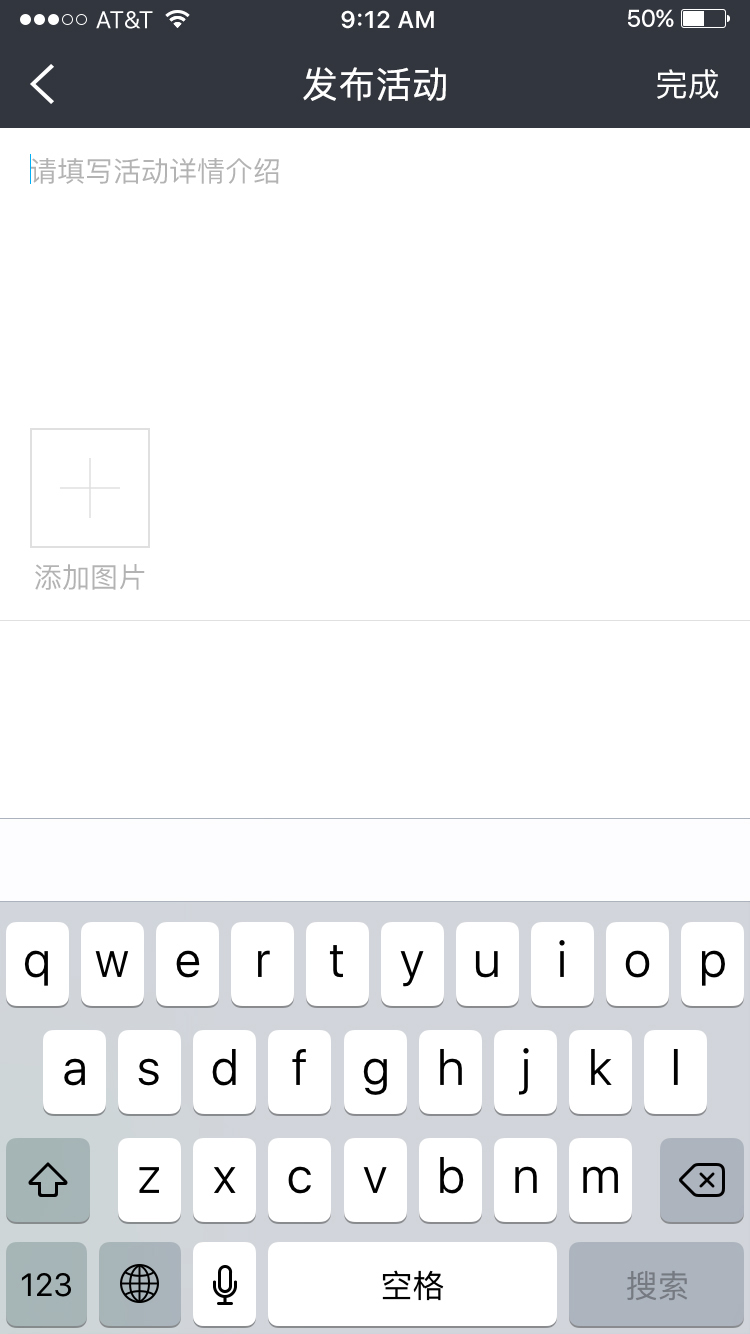 AT&T 9:12 AM 50%
发布活动 完成
请填写活动详情介绍
添加图片
q w e r t y u i o p
a s d f g h j k l
z x c v b n m
123 空格 搜索